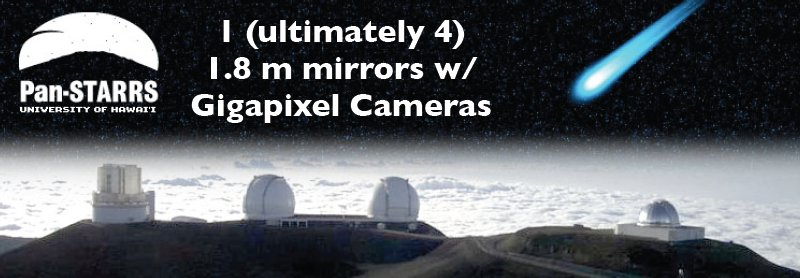 Pan-STARRS
UNIVERSITY OF HAWAI'I
1 (ultimately 4)
1.8 m mirrors w/
Gigapixel Cameras